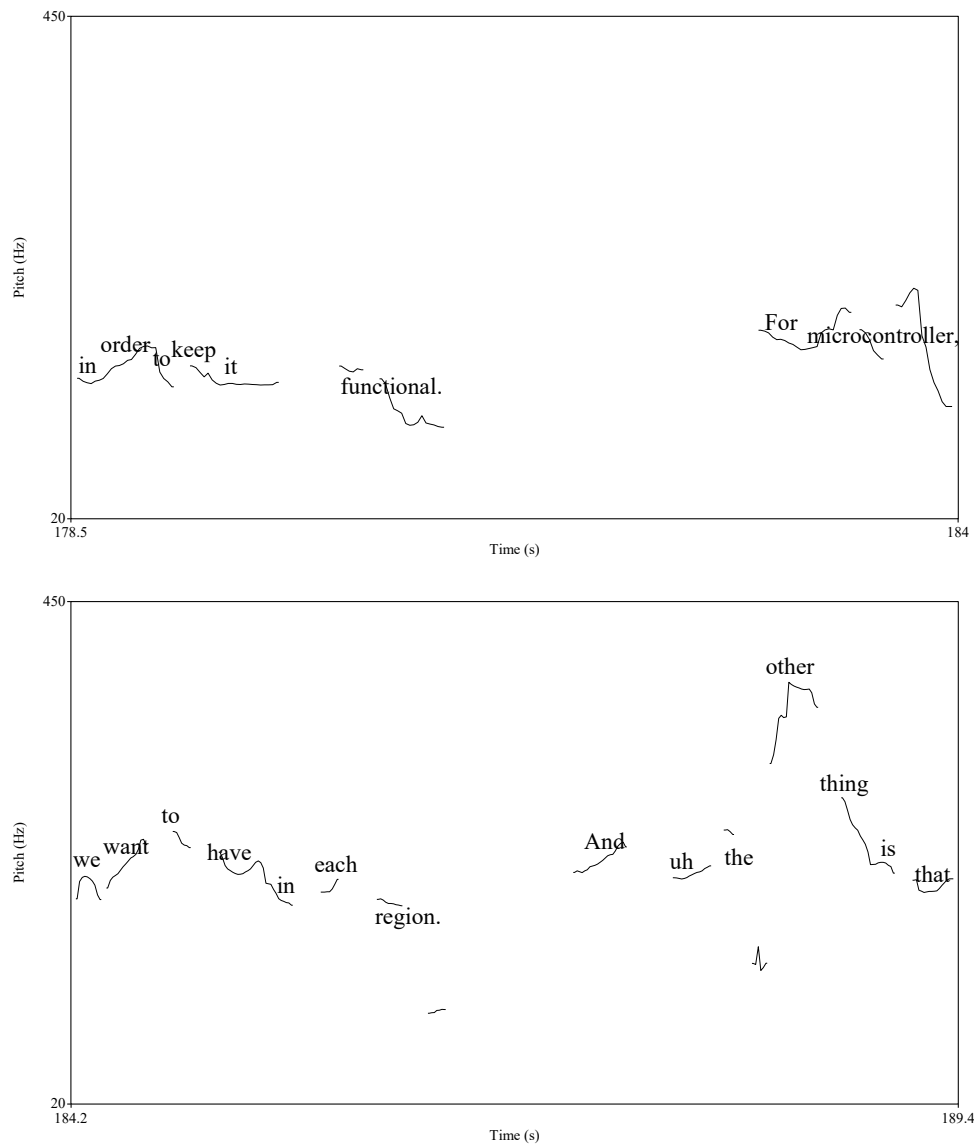 450
Pitch (Hz)
in order to keep it functional. For microcontroller,
20
178.5 184
Time (s)
450
Pitch (Hz)
we want to have in each region. And uh the other thing is that
20
184.2 189.4
Time (s)